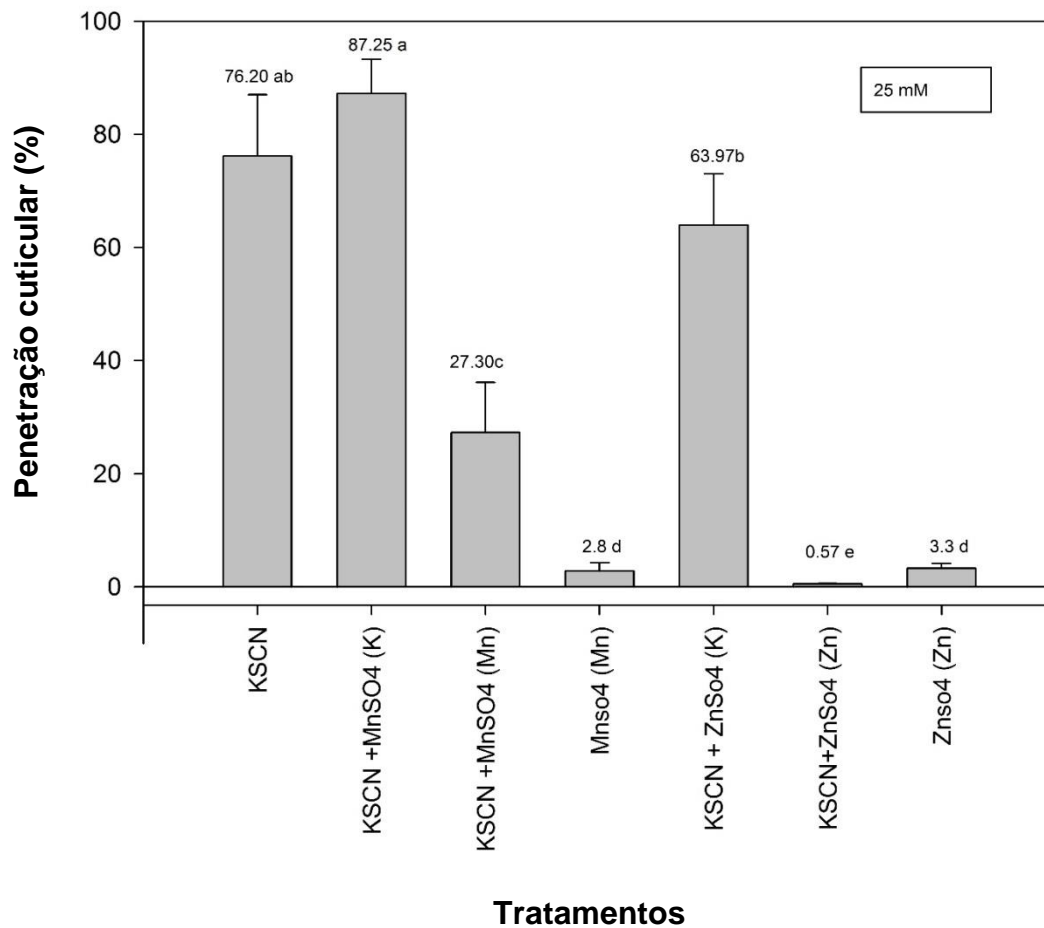 Penetração cuticular (%)
100
80
60
40
20
0
76.20 ab
87.25 a
27.30c
2.8 d
63.97b
0.57 e
3.3 d
25 mM
KSCN
KSCN +MnSO4 (K)
KSCN +MnSO4 (Mn)
Mnso4 (Mn)
KSCN + ZnSo4 (K)
KSCN+ZnSo4 (Zn)
Znso4 (Zn)
Tratamentos